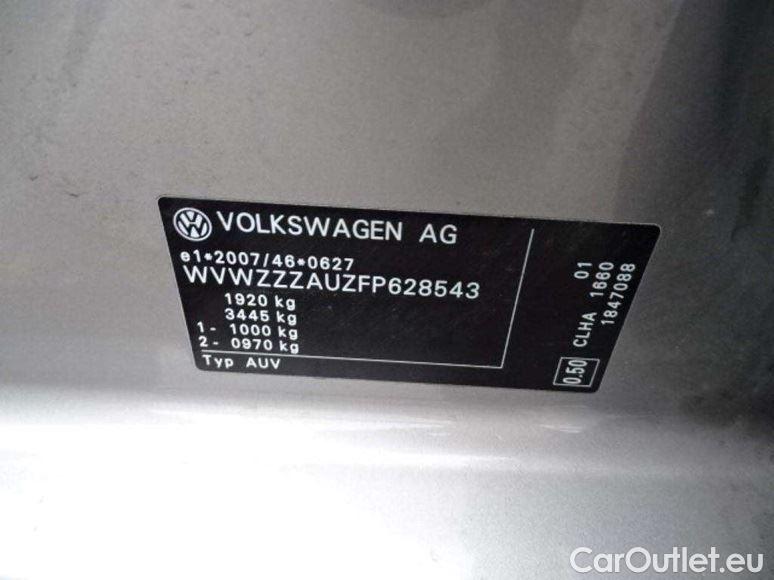 VOLKSWAGEN AG
e1*2007/46*0627
WVWZZZAUZFP628543
1920 kg
3445 kg
1 - 1000 kg
2 - 0970 kg
Typ AUV
01
CLHA 1660
0.50 1847088
CarOutlet.eu